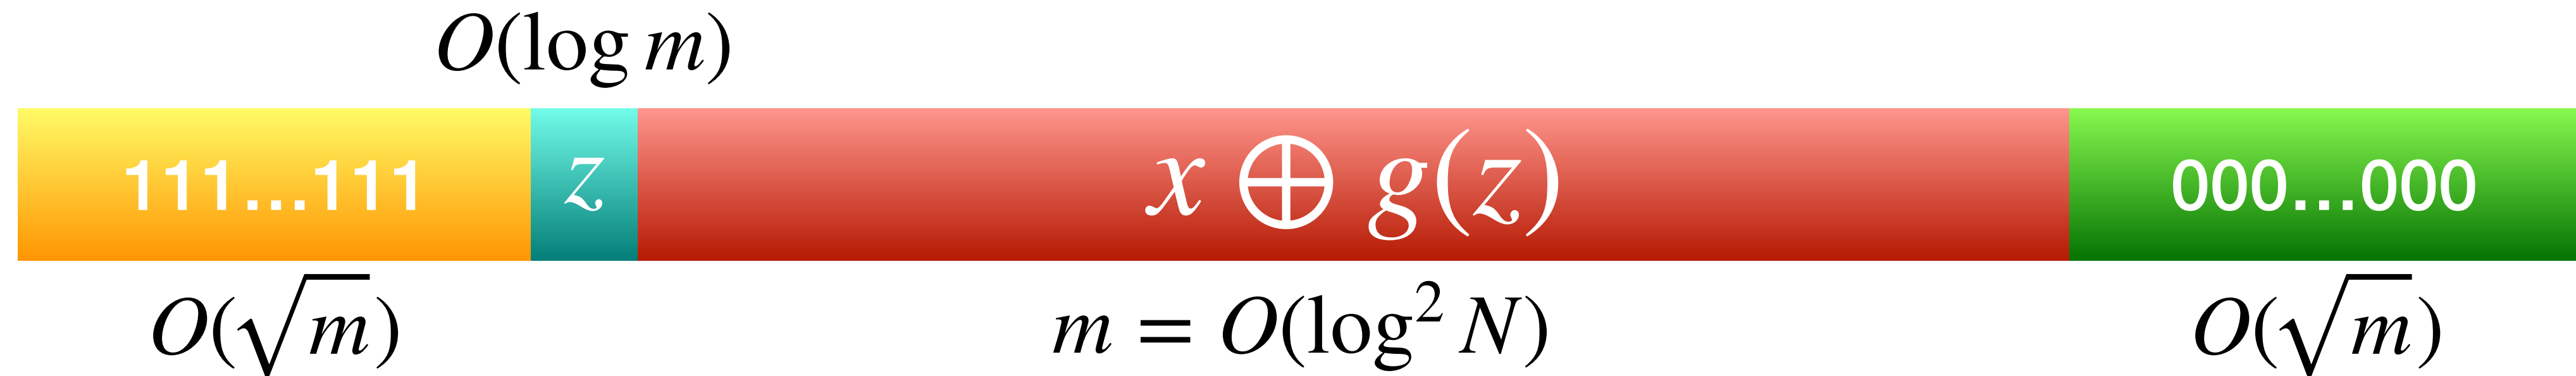 O(log m)
111...111 z x ⊕ g(z) 000...000
O(√m) m = O(log² N) O(√m)